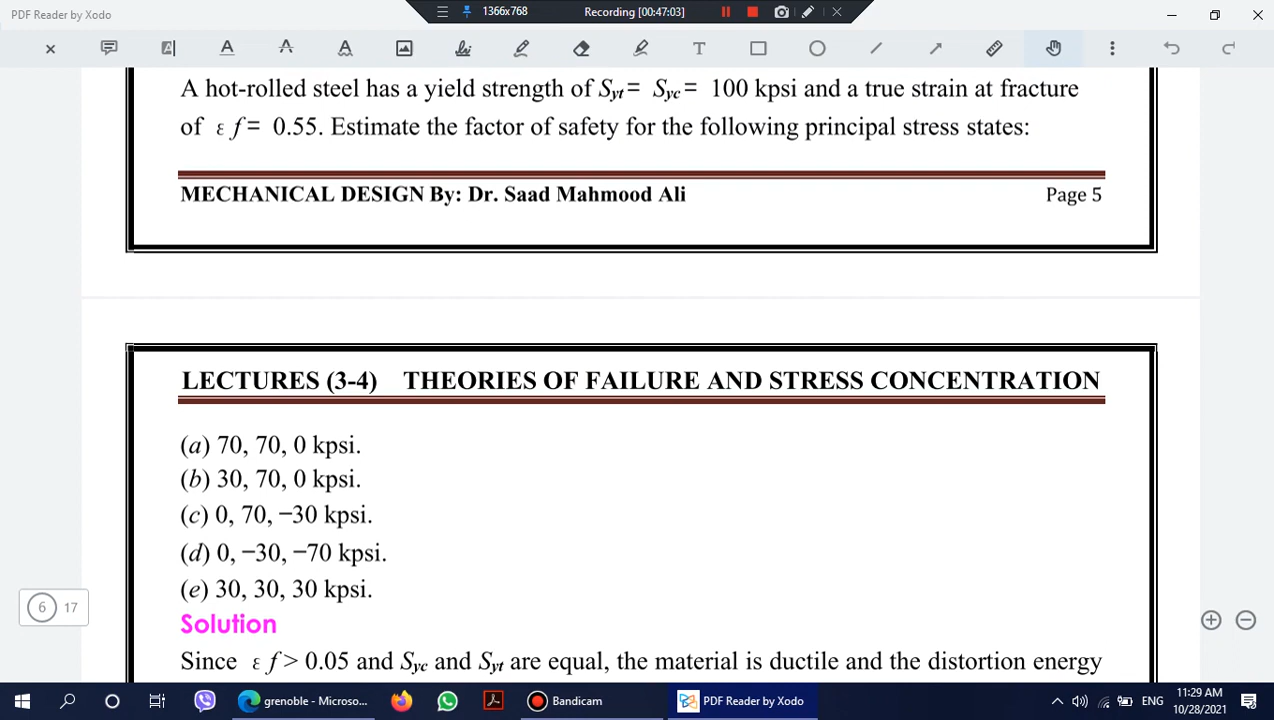 PDF Reader by Xodo
1366x768
Recording [00:47:03]
A hot-rolled steel has a yield strength of Syt= Syc= 100 kpsi and a true strain at fracture
of ε f= 0.55. Estimate the factor of safety for the following principal stress states:
MECHANICAL DESIGN By: Dr. Saad Mahmood Ali
Page 5
LECTURES (3-4) THEORIES OF FAILURE AND STRESS CONCENTRATION
(a) 70, 70, 0 kpsi.
(b) 30, 70, 0 kpsi.
(c) 0, 70, −30 kpsi.
(d) 0, −30, −70 kpsi.
(e) 30, 30, 30 kpsi.
6 17
Solution
Since ε f > 0.05 and Syc and Syt are equal, the material is ductile and the distortion energy
grenoble - Microso...
Bandicam
PDF Reader by Xodo
ENG
11:29 AM
10/28/2021